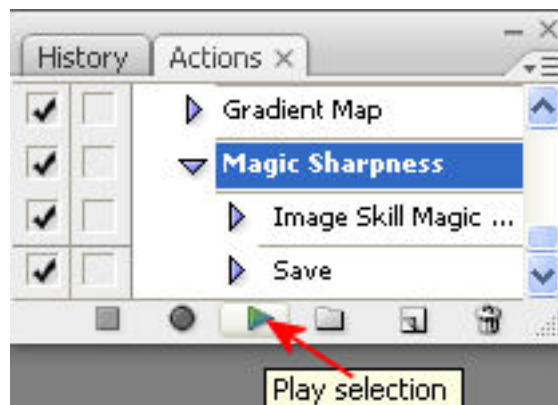 History Actions
Gradient Map
Magic Sharpness
Image Skill Magic ...
Save
Play selection